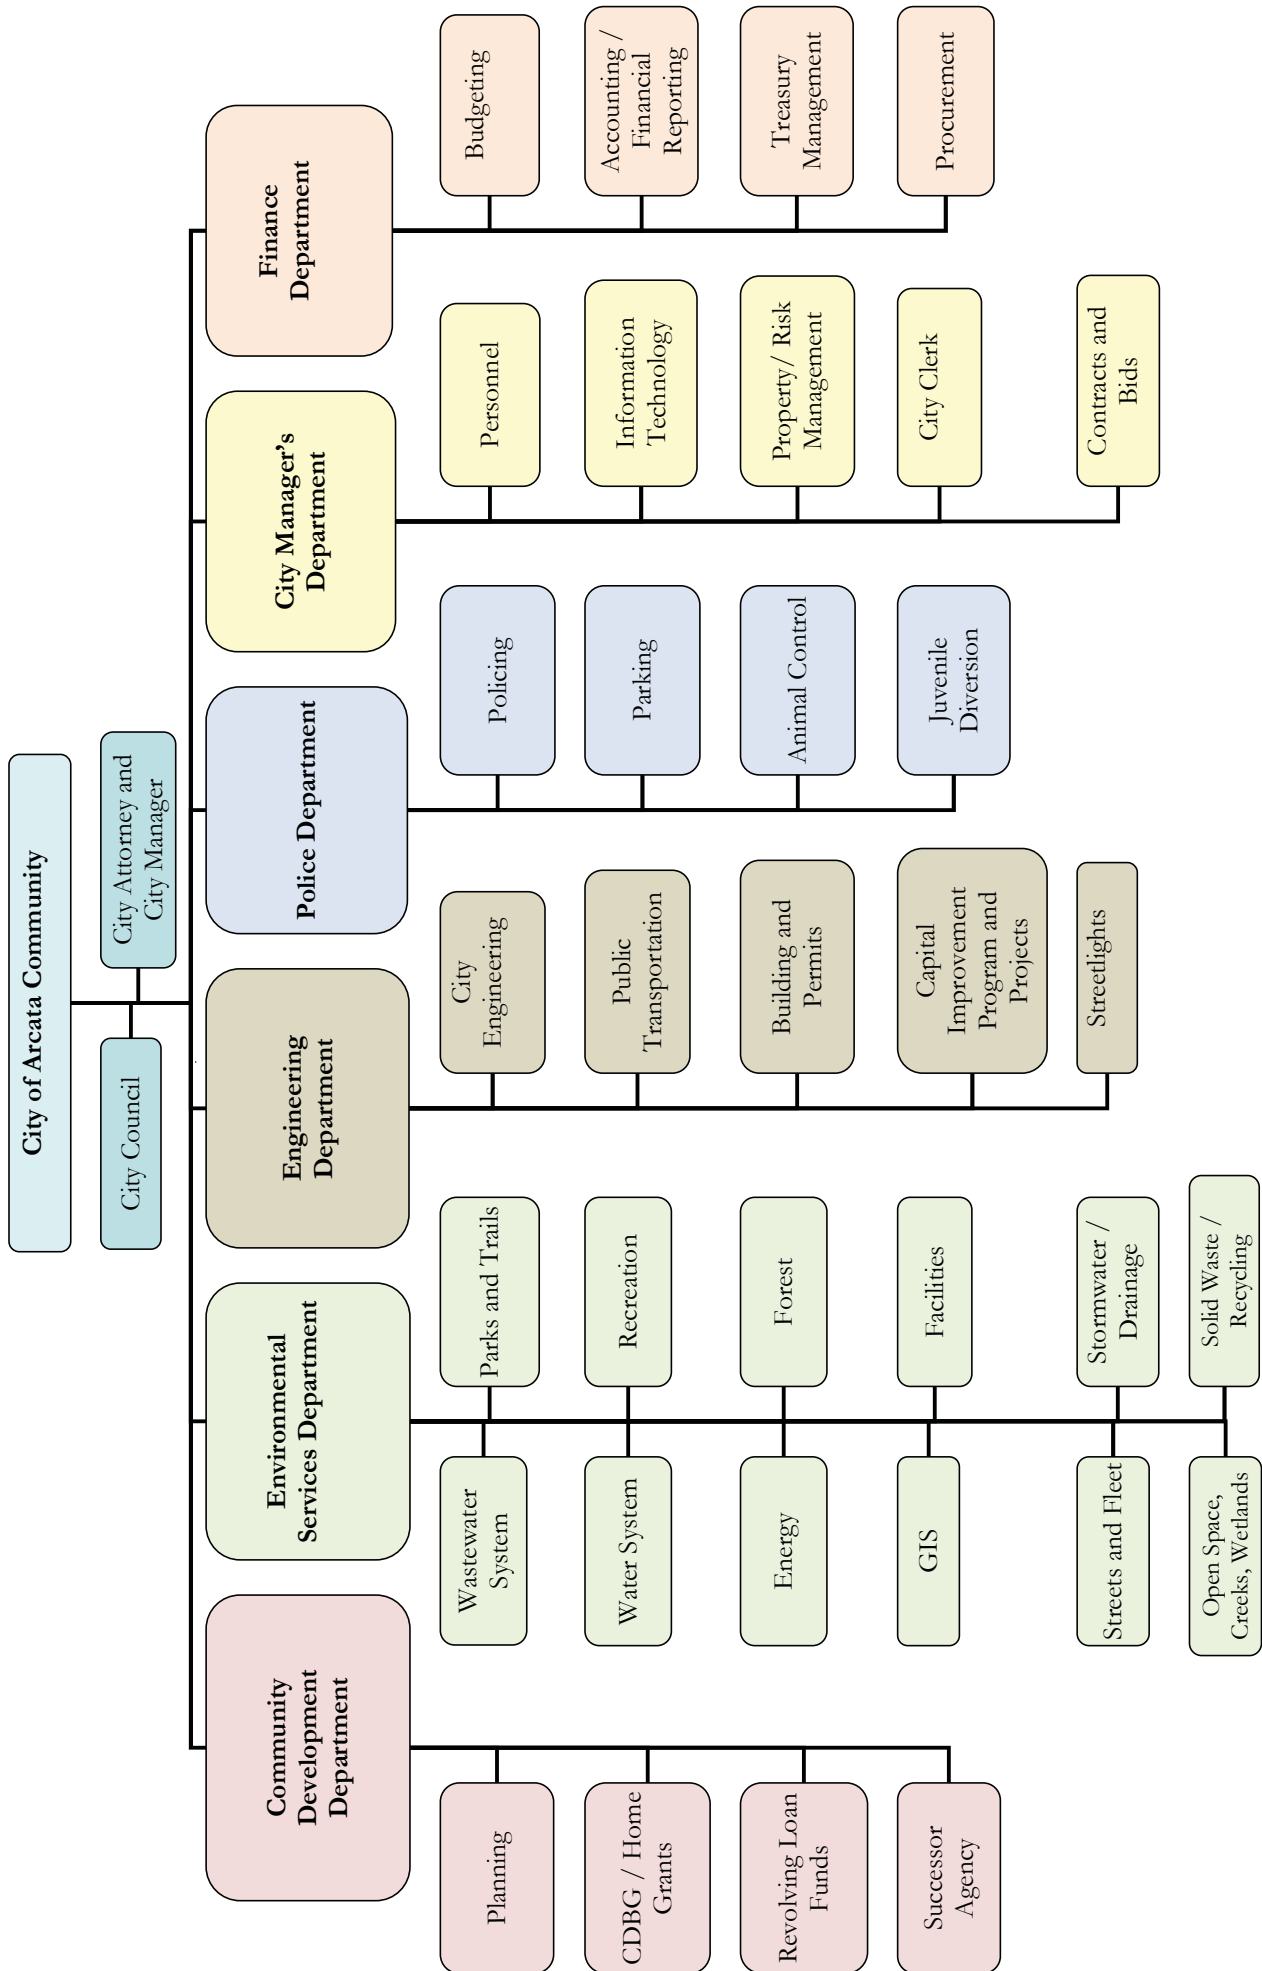 City of Arcata Community
City Council
City Attorney and
City Manager
Community
Development
Department
Planning
CDBG / Home
Grants
Revolving Loan
Funds
Successor
Agency
Environmental
Services Department
Wastewater
System
Water System
Energy
GIS
Streets and Fleet
Open Space,
Creeks, Wetlands
Parks and Trails
Recreation
Forest
Facilities
Stormwater /
Drainage
Solid Waste /
Recycling
Engineering
Department
City
Engineering
Public
Transportation
Building and
Permits
Capital
Improvement
Program and
Projects
Streetlights
Police Department
Policing
Parking
Animal Control
Juvenile
Diversion
City Manager’s
Department
Personnel
Information
Technology
Property/ Risk
Management
City Clerk
Contracts and
Bids
Finance
Department
Budgeting
Accounting /
Financial
Reporting
Treasury
Management
Procurement